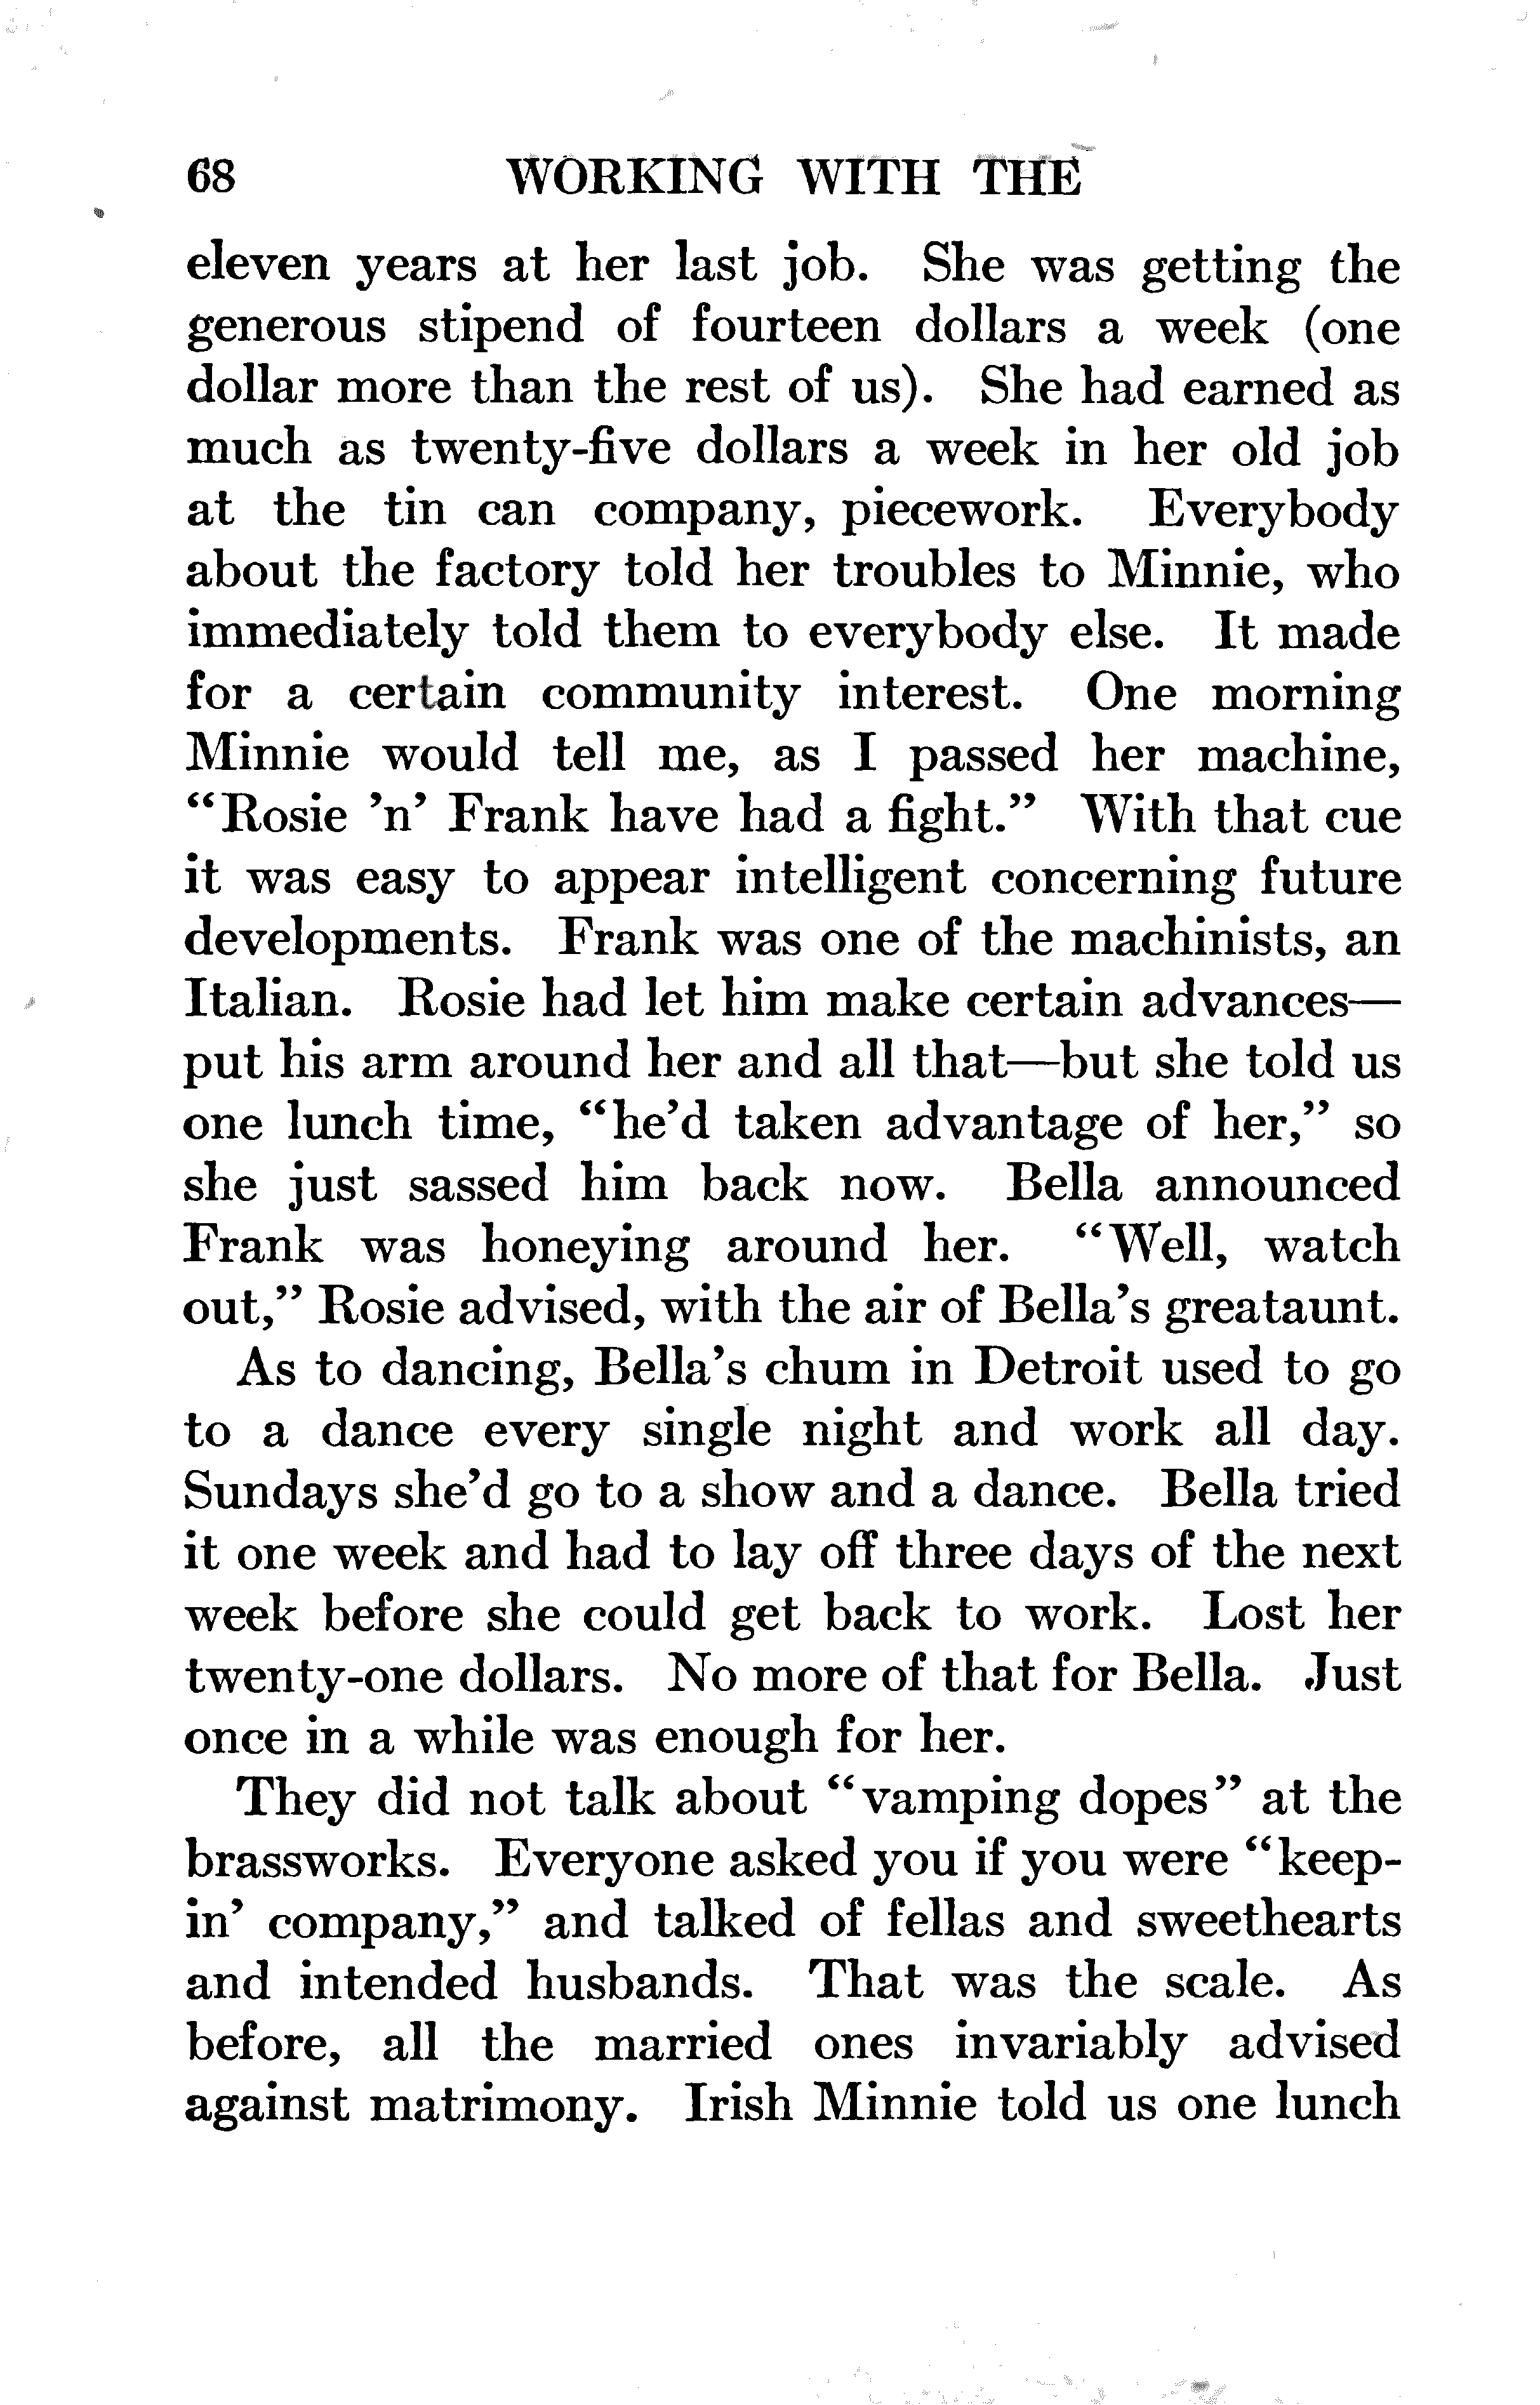 68 WORKING WITH THE
eleven years at her last job. She was getting the
generous stipend of fourteen dollars a week (one
dollar more than the rest of us). She had earned as
much as twenty-five dollars a week in her old job
at the tin can company, piecework. Everybody
about the factory told her troubles to Minnie, who
immediately told them to everybody else. It made
for a certain community interest. One morning
Minnie would tell me, as I passed her machine,
“Rosie ’n’ Frank have had a fight.” With that cue
it was easy to appear intelligent concerning future
developments. Frank was one of the machinists, an
Italian. Rosie had let him make certain advances—
put his arm around her and all that—but she told us
one lunch time, “he’d taken advantage of her,” so
she just sassed him back now. Bella announced
Frank was honeying around her. “Well, watch
out,” Rosie advised, with the air of Bella’s greataunt.
As to dancing, Bella’s chum in Detroit used to go
to a dance every single night and work all day.
Sundays she’d go to a show and a dance. Bella tried
it one week and had to lay off three days of the next
week before she could get back to work. Lost her
twenty-one dollars. No more of that for Bella. Just
once in a while was enough for her.
They did not talk about “vamping dopes” at the
brassworks. Everyone asked you if you were “keep-
in’ company,” and talked of fellas and sweethearts
and intended husbands. That was the scale. As
before, all the married ones invariably advised
against matrimony. Irish Minnie told us one lunch